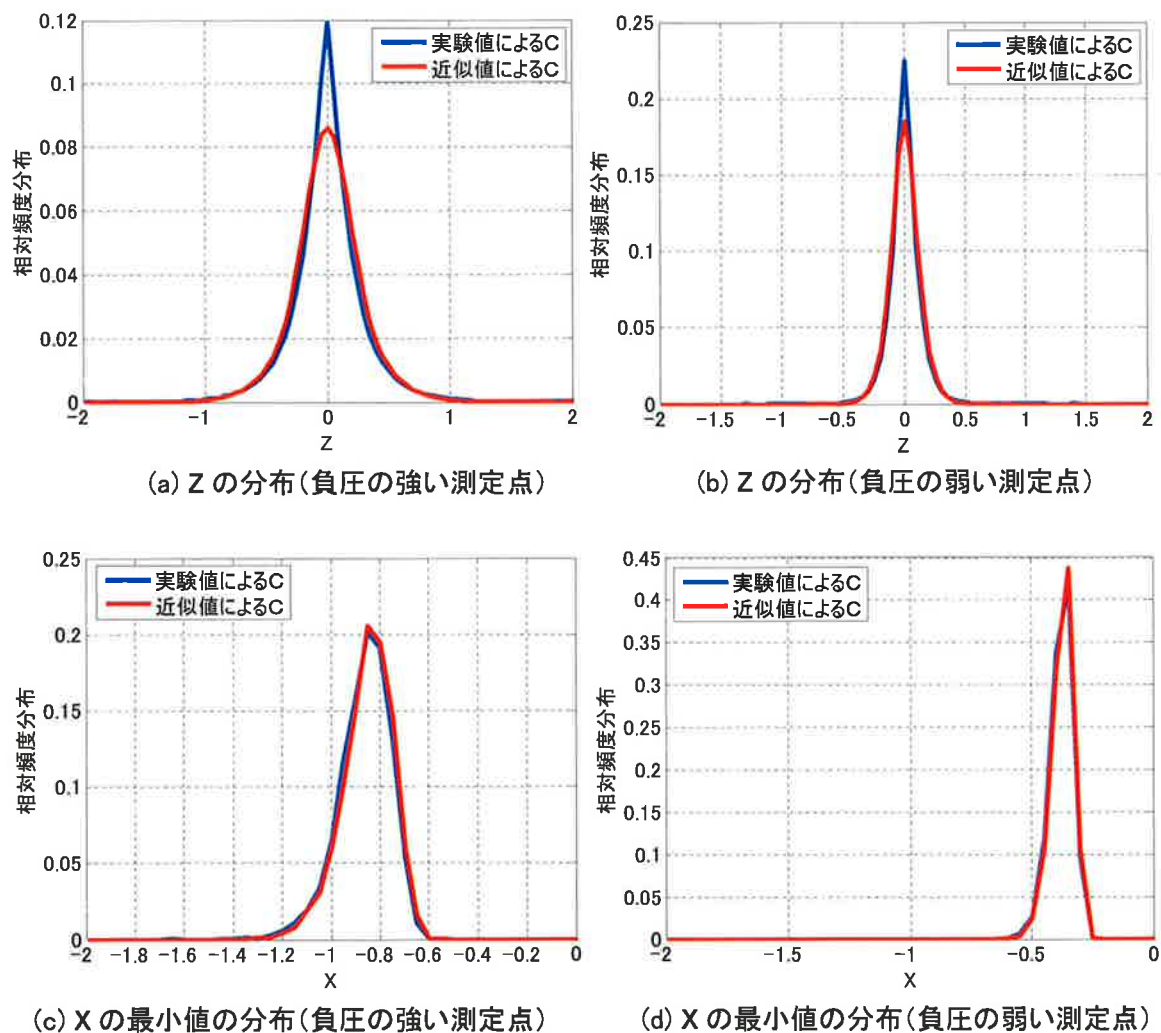 0.12
0.1
0.08
0.06
0.04
0.02
0
相対頻度分布
実験値によるC
近似値によるC
-2 -1 0 1 2
Z
(a) Z の分布(負圧の強い測定点)
0.25
0.2
0.15
0.1
0.05
0
相対頻度分布
実験値によるC
近似値によるC
-2 -1.5 -1 -0.5 0 0.5 1 1.5 2
Z
(b) Z の分布(負圧の弱い測定点)
0.25
0.2
0.15
0.1
0.05
0
相対頻度分布
実験値によるC
近似値によるC
-2 -1.8 -1.6 -1.4 -1.2 -1 -0.8 -0.6 -0.4 -0.2 0
X
(c) X の最小値の分布(負圧の強い測定点)
0.45
0.4
0.35
0.3
0.25
0.2
0.15
0.1
0.05
0
相対頻度分布
実験値によるC
近似値によるC
-2 -1.5 -1 -0.5 0
X
(d) X の最小値の分布(負圧の弱い測定点)